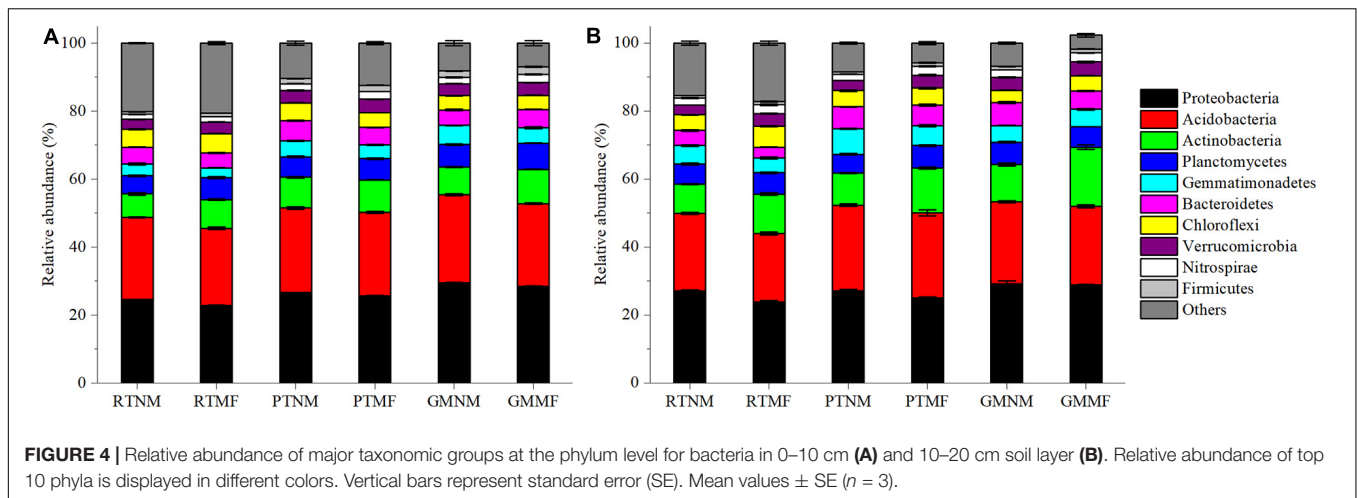 A
B
Relative abundance (%)
100
80
60
40
20
0
RTNM RTMF PTNM PTMF GMNM GMMF
Relative abundance (%)
100
80
60
40
20
0
RTNM RTMF PTNM PTMF GMNM GMMF
Proteobacteria
Acidobacteria
Actinobacteria
Planctomycetes
Gemmatimonadetes
Bacteroidetes
Chloroflexi
Verrucomicrobia
Nitrospirae
Firmicutes
Others
FIGURE 4 | Relative abundance of major taxonomic groups at the phylum level for bacteria in 0–10 cm (A) and 10–20 cm soil layer (B). Relative abundance of top
10 phyla is displayed in different colors. Vertical bars represent standard error (SE). Mean values ± SE (n = 3).